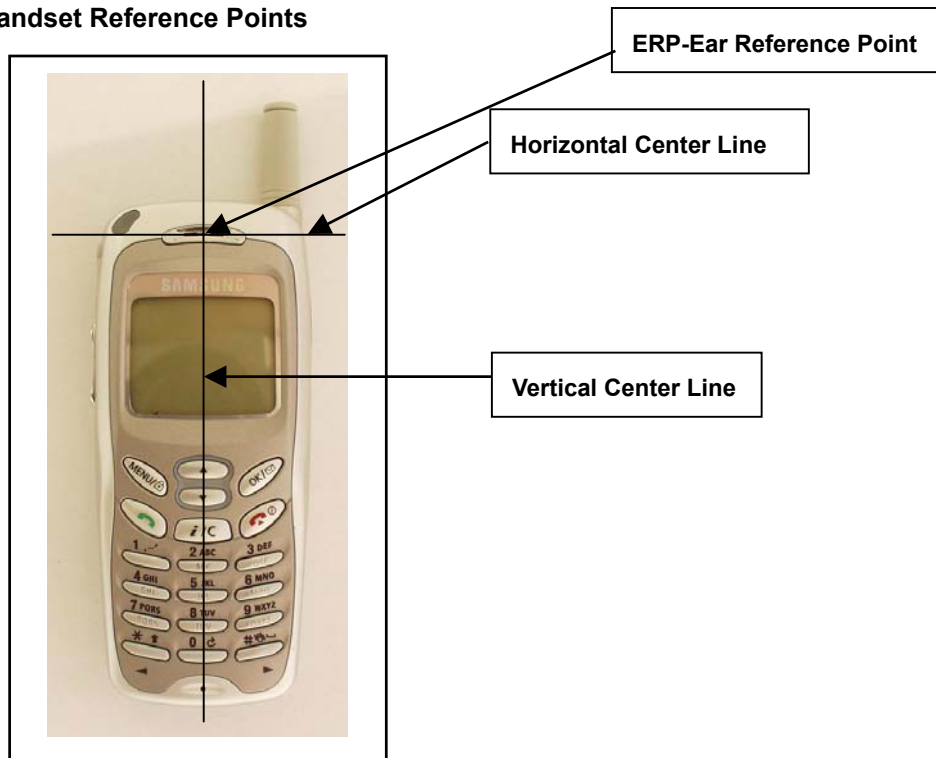 andset Reference Points
ERP-Ear Reference Point
Horizontal Center Line
Vertical Center Line
SAMSUNG
MENU/
OK/
i/C
1 .-' 2 ABC 3 DEF
4 GHI 5 JKL 6 MNO
7 PQRS 8 TUV 9 WXYZ
* 0 #